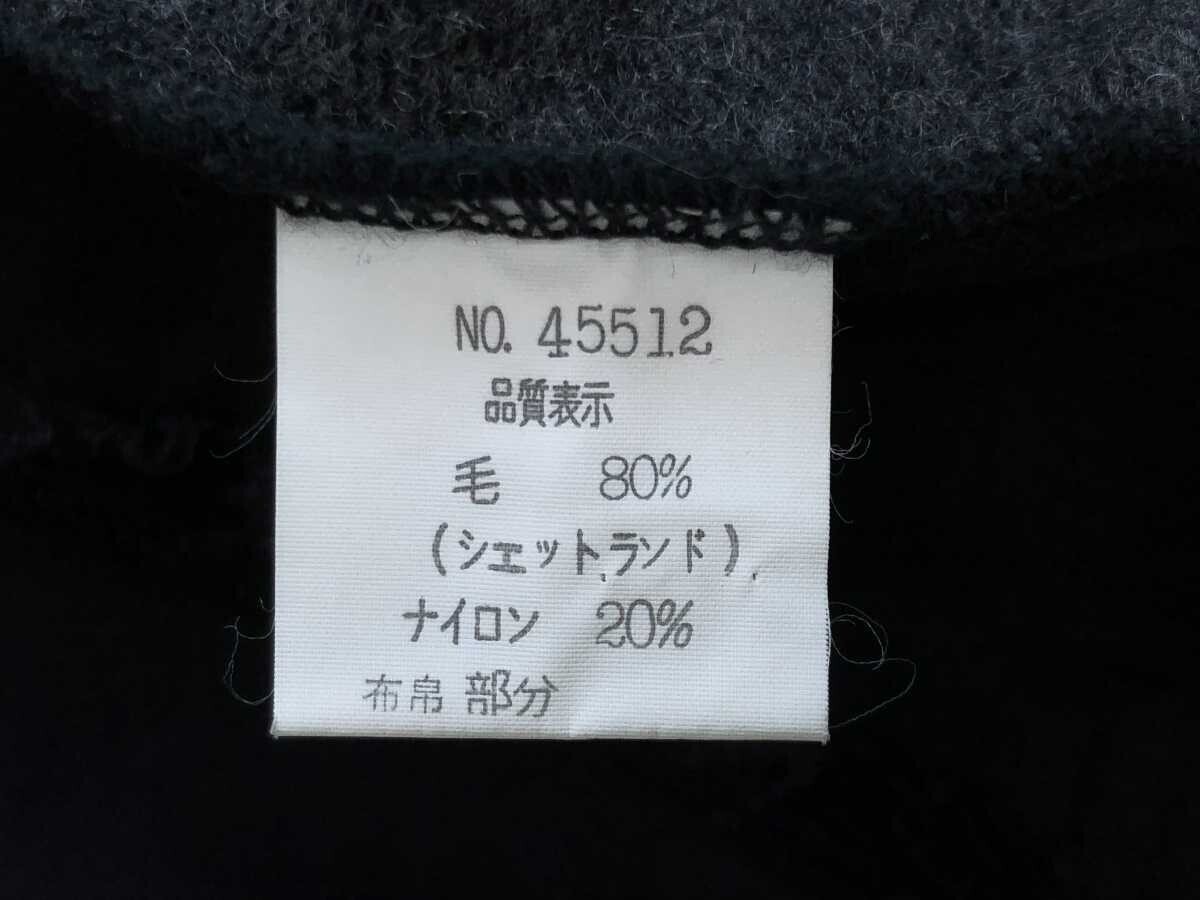 NO. 45512
品質表示
毛 80%
(シェットランド)
ナイロン 20%
布帛 部分